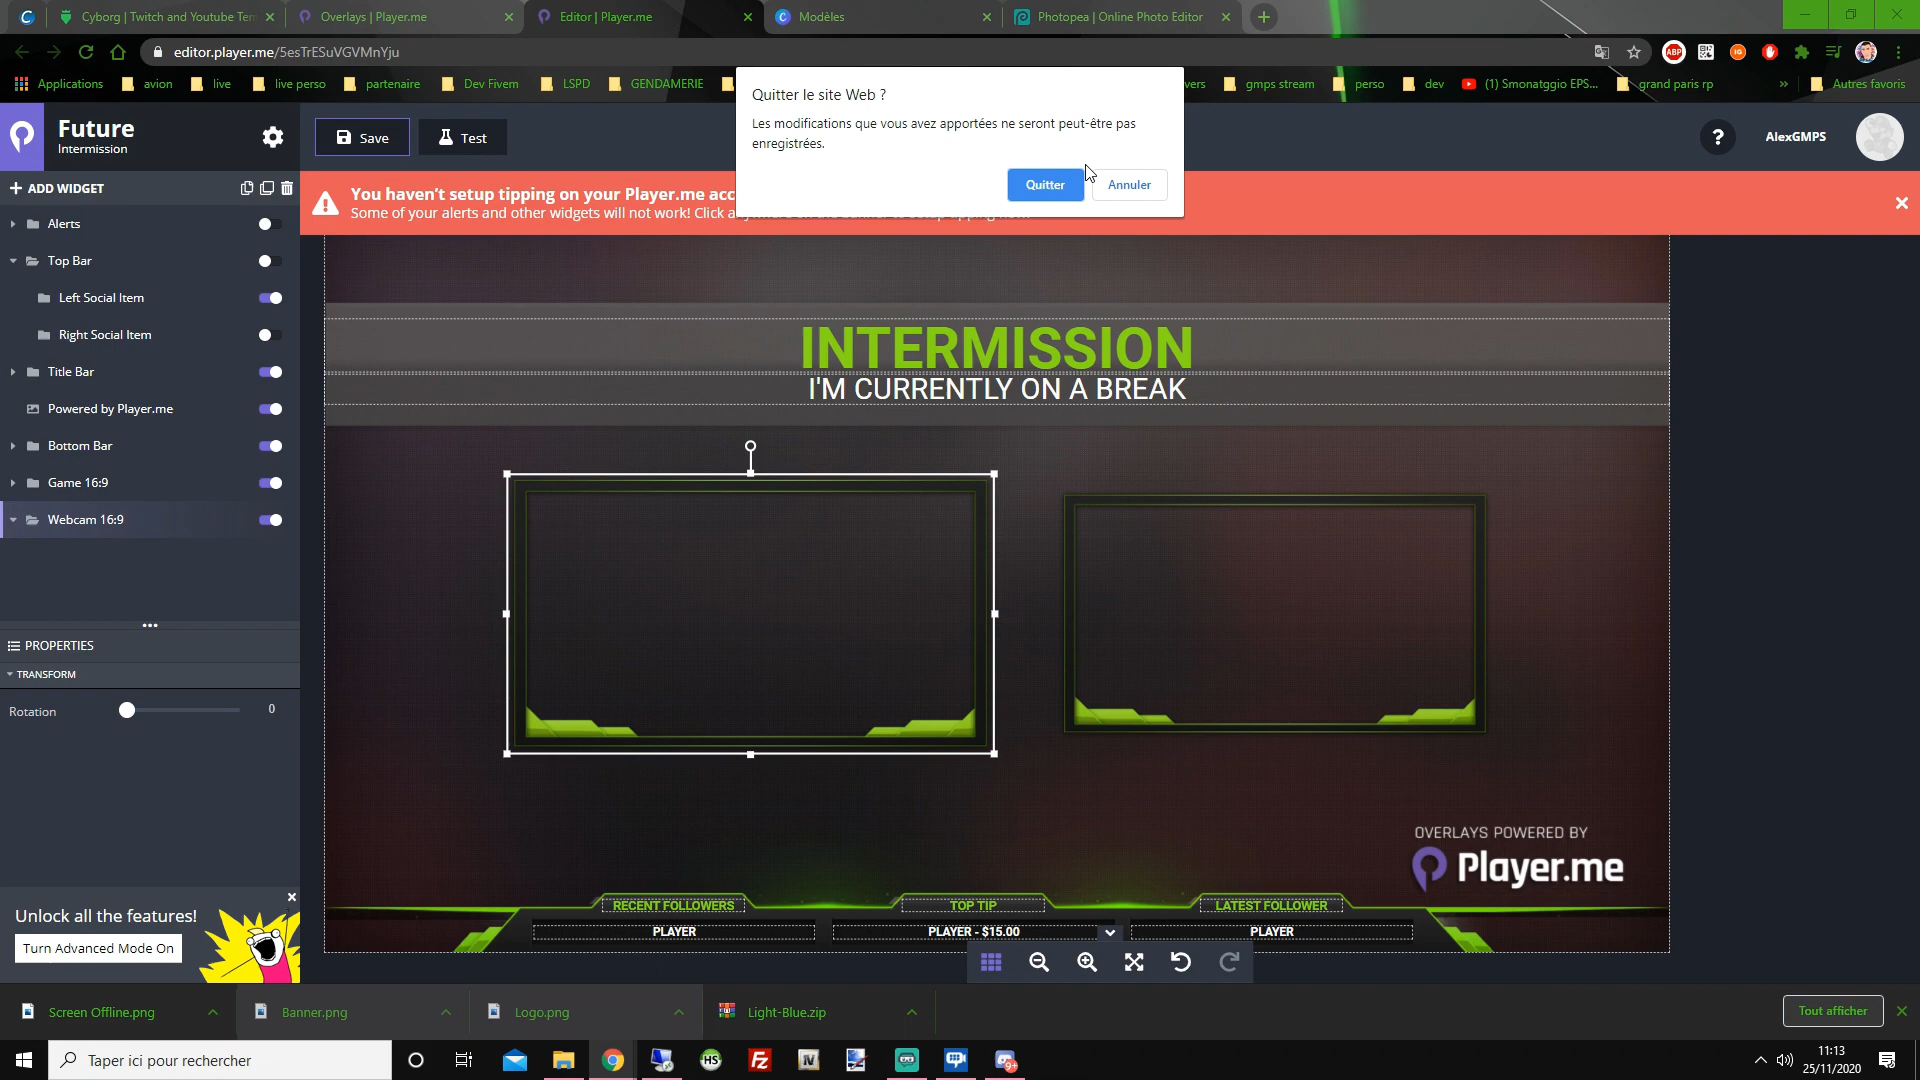 Cyborg | Twitch and Youtube Ten
Overlays | Player.me
Editor | Player.me
Modèles
Photopea | Online Photo Editor
editor.player.me/5esTrESuVGVMnYju
ABP
IG
Applications
avion
live
live perso
partenaire
Dev Fivem
LSPD
GENDAMERIE
vers
gmps stream
perso
dev
(1) Smonatggio EPS...
grand paris rp
»
Autres favoris
Quitter le site Web ?
Les modifications que vous avez apportées ne seront peut-être pas
enregistrées.
Quitter
Annuler
Future
Intermission
Save
Test
?
AlexGMPS
ADD WIDGET
You haven't setup tipping on your Player.me acc
Some of your alerts and other widgets will not work! Click a
Alerts
Top Bar
Left Social Item
Right Social Item
Title Bar
Powered by Player.me
Bottom Bar
Game 16:9
Webcam 16:9
PROPERTIES
TRANSFORM
Rotation
0
INTERMISSION
I'M CURRENTLY ON A BREAK
OVERLAYS POWERED BY
Player.me
RECENT FOLLOWERS
TOP TIP
LATEST FOLLOWER
PLAYER
PLAYER - $15.00
PLAYER
Unlock all the features!
Turn Advanced Mode On
Screen Offline.png
Banner.png
Logo.png
Light-Blue.zip
Tout afficher
Taper ici pour rechercher
HS
FZ
IV
9+
11:13
25/11/2020